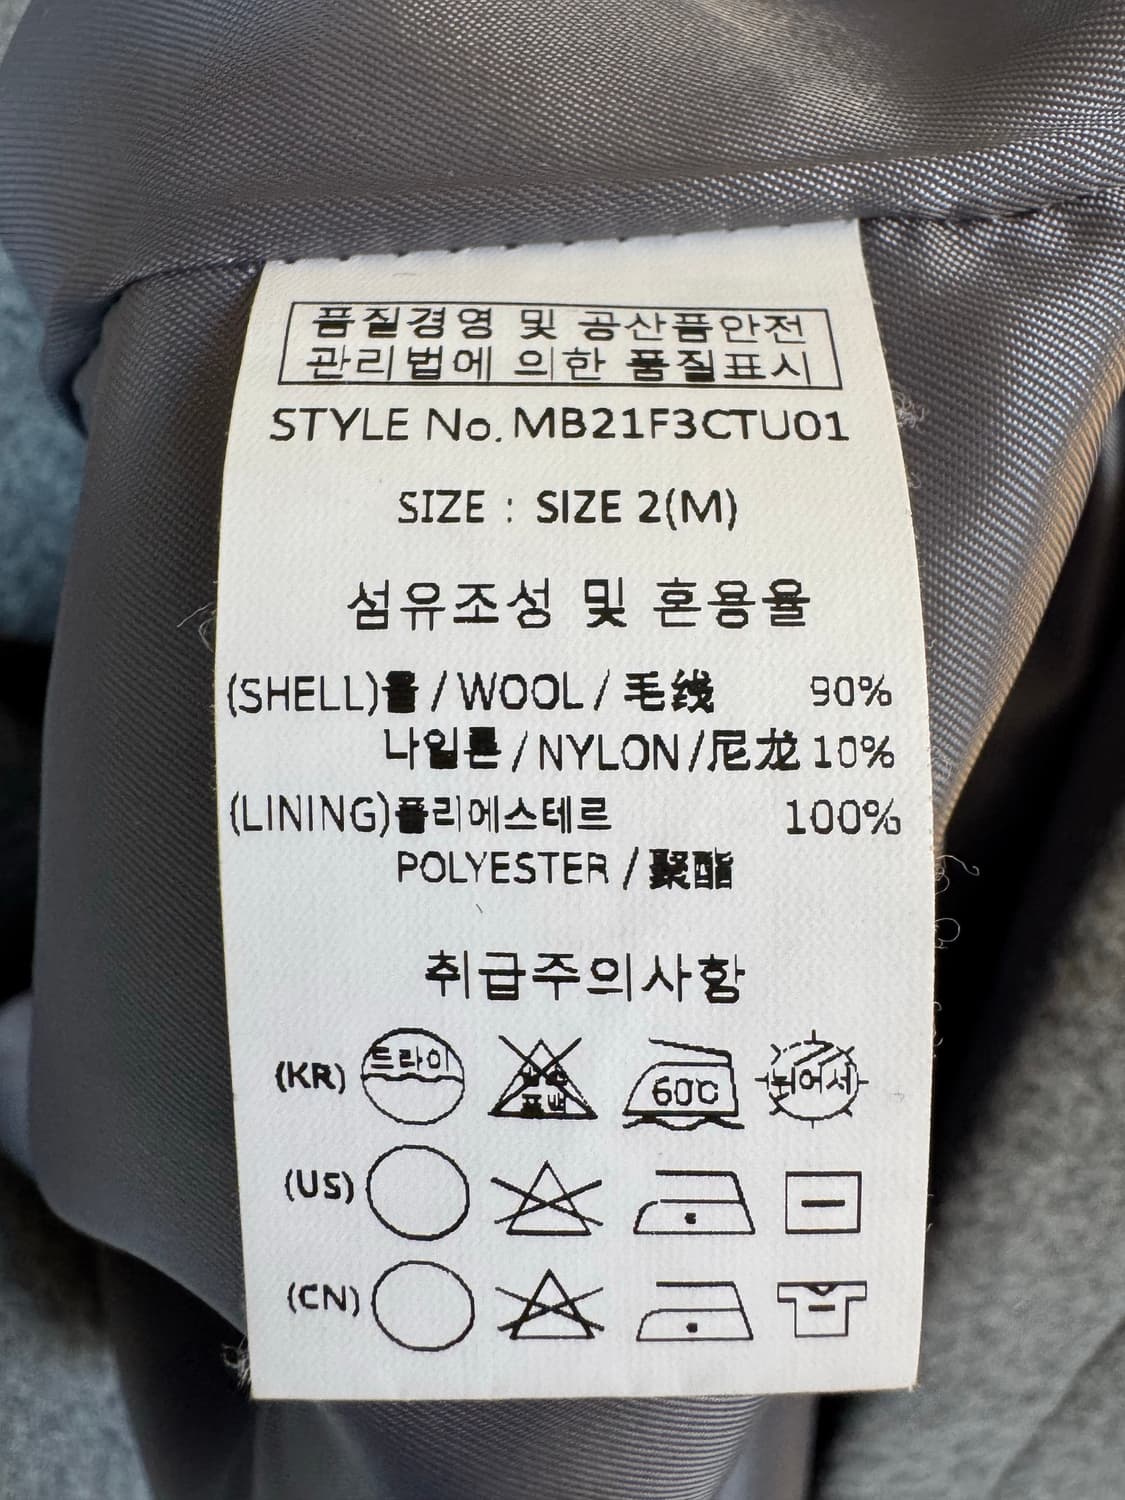 품질경영 및 공산품안전
관리법에 의한 품질표시
STYLE No. MB21F3CTU01
SIZE : SIZE 2(M)
섬유조성 및 혼용율
(SHELL)울/WOOL/毛线 90%
나일론/NYLON/尼龙 10%
(LINING)폴리에스테르 100%
POLYESTER/聚酯
취급주의사항
(KR) 드라이 60℃ 뉘어서
(US)
(CN)